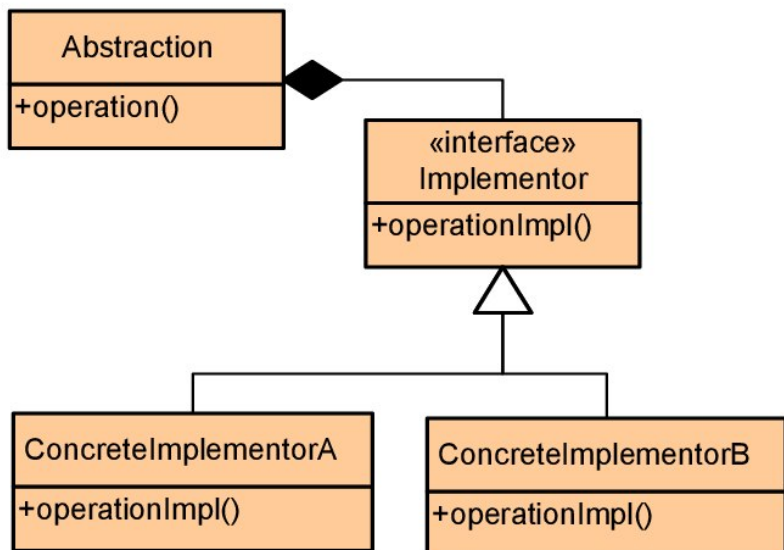 Abstraction
+operation()
«interface»
Implementor
+operationImpl()
ConcreteImplementorA
+operationImpl()
ConcreteImplementorB
+operationImpl()